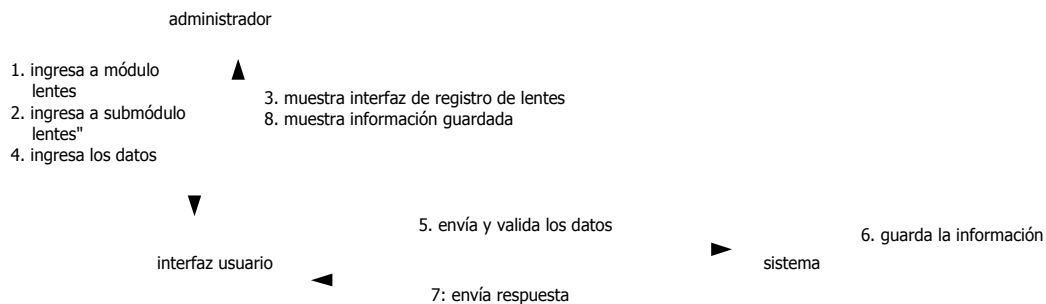 administrador
1. ingresa a módulo
lentes
2. ingresa a submódulo
lentes"
4. ingresa los datos
3. muestra interfaz de registro de lentes
8. muestra información guardada
5. envía y valida los datos
6. guarda la información
interfaz usuario
sistema
7: envía respuesta